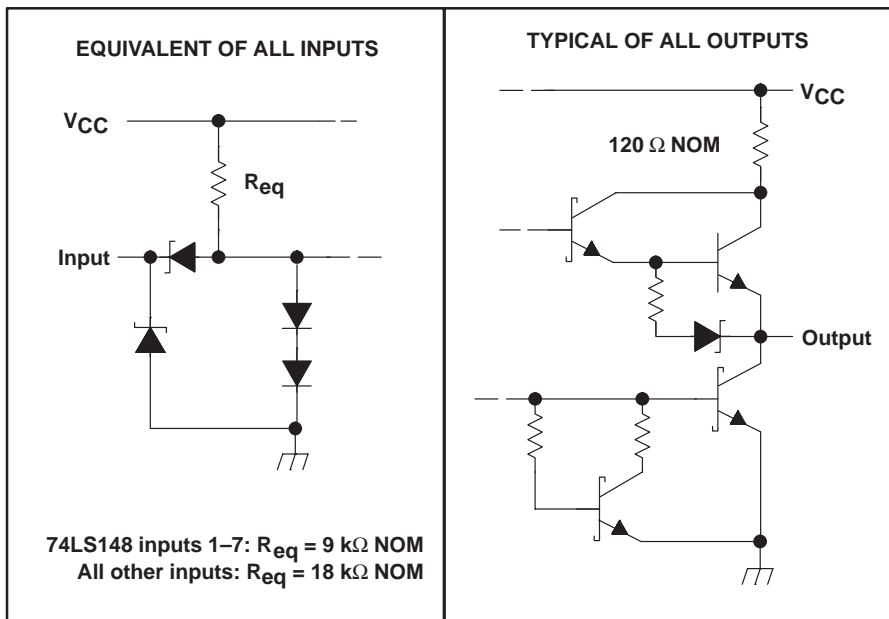 EQUIVALENT OF ALL INPUTS
VCC
Req
Input
74LS148 inputs 1–7: Req = 9 kΩ NOM
All other inputs: Req = 18 kΩ NOM
TYPICAL OF ALL OUTPUTS
VCC
120 Ω NOM
Output